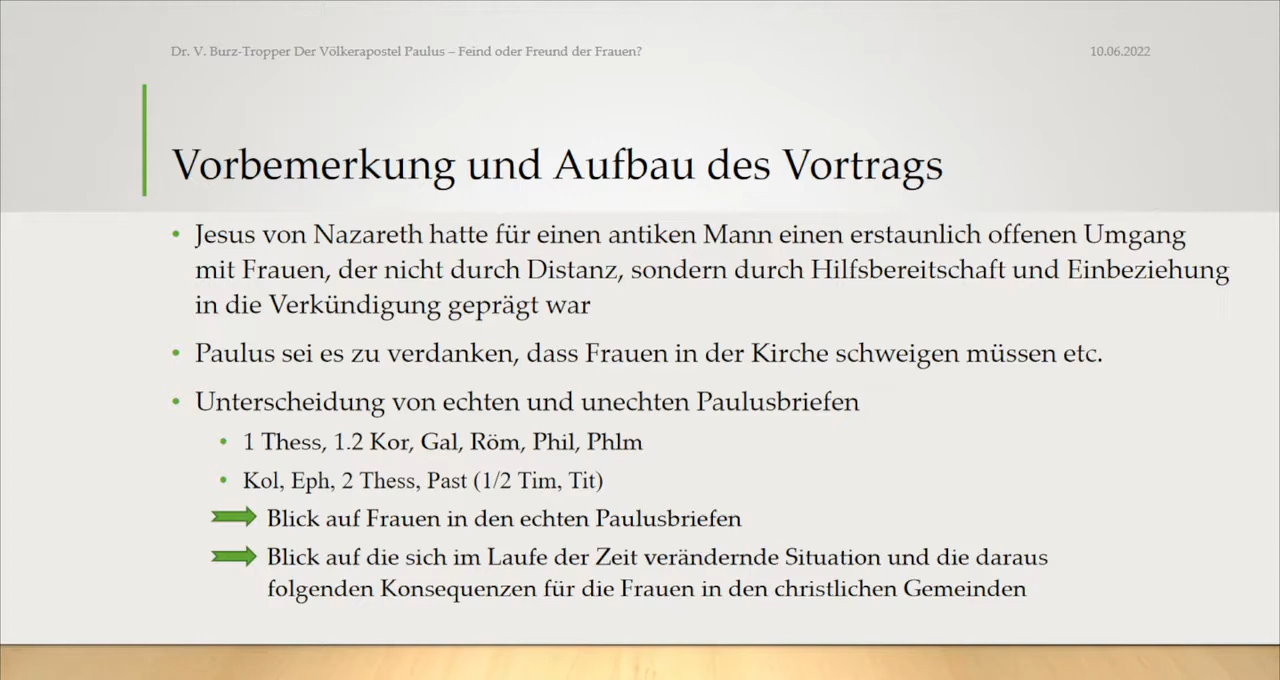 Dr. V. Burz-Tropper Der Völkerapostel Paulus – Feind oder Freund der Frauen?
10.06.2022
Vorbemerkung und Aufbau des Vortrags
• Jesus von Nazareth hatte für einen antiken Mann einen erstaunlich offenen Umgang
mit Frauen, der nicht durch Distanz, sondern durch Hilfsbereitschaft und Einbeziehung
in die Verkündigung geprägt war
• Paulus sei es zu verdanken, dass Frauen in der Kirche schweigen müssen etc.
• Unterscheidung von echten und unechten Paulusbriefen
• 1 Thess, 1.2 Kor, Gal, Röm, Phil, Phlm
• Kol, Eph, 2 Thess, Past (1/2 Tim, Tit)
Blick auf Frauen in den echten Paulusbriefen
Blick auf die sich im Laufe der Zeit verändernde Situation und die daraus
folgenden Konsequenzen für die Frauen in den christlichen Gemeinden